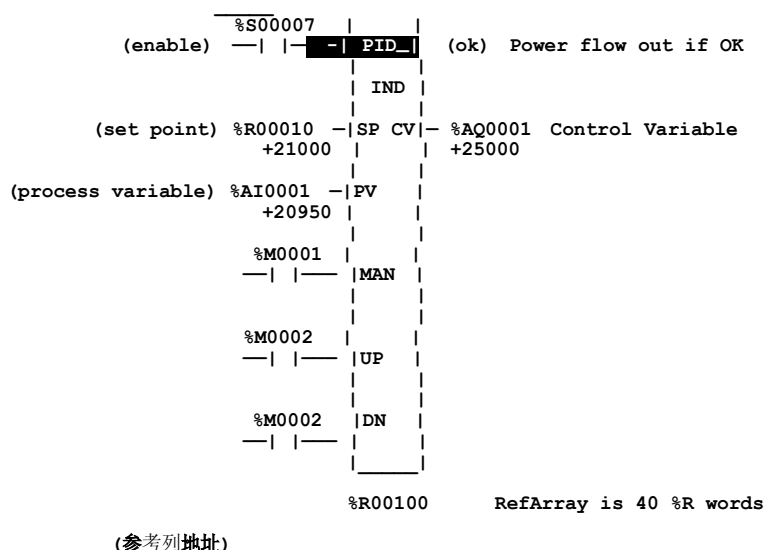 %S00007 | |
(enable) —| |— -| PID_| (ok) Power flow out if OK
| |
| IND |
| |
(set point) %R00010 —|SP CV|— %AQ0001 Control Variable
+21000 | | +25000
| |
(process variable) %AI0001 —|PV |
+20950 | |
| |
%M0001 | |
——| |——— |MAN |
| |
| |
%M0002 | |
——| |——— |UP |
| |
| |
%M0002 |DN |
——| |——— | |
|_____|
%R00100 RefArray is 40 %R words
(参考列地址)